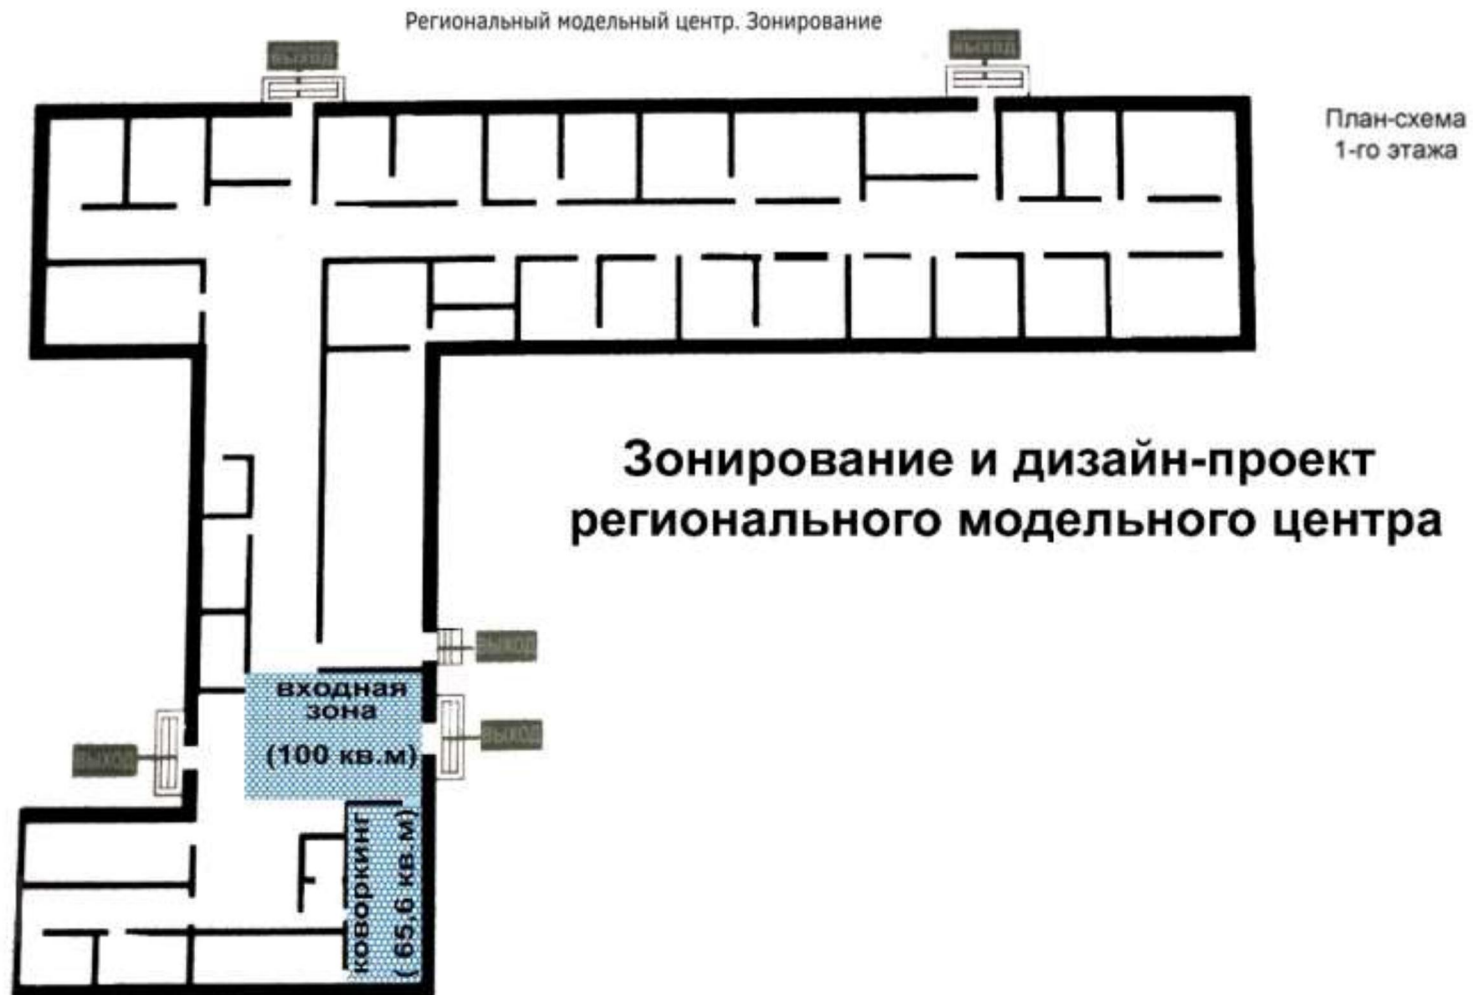 Региональный модельный центр. Зонирование
выход
выход
План-схема
1-го этажа
Зонирование и дизайн-проект
регионального модельного центра
выход
входная
зона
(100 кв.м)
выход
выход
коворкинг
( 65,6 кв.м)